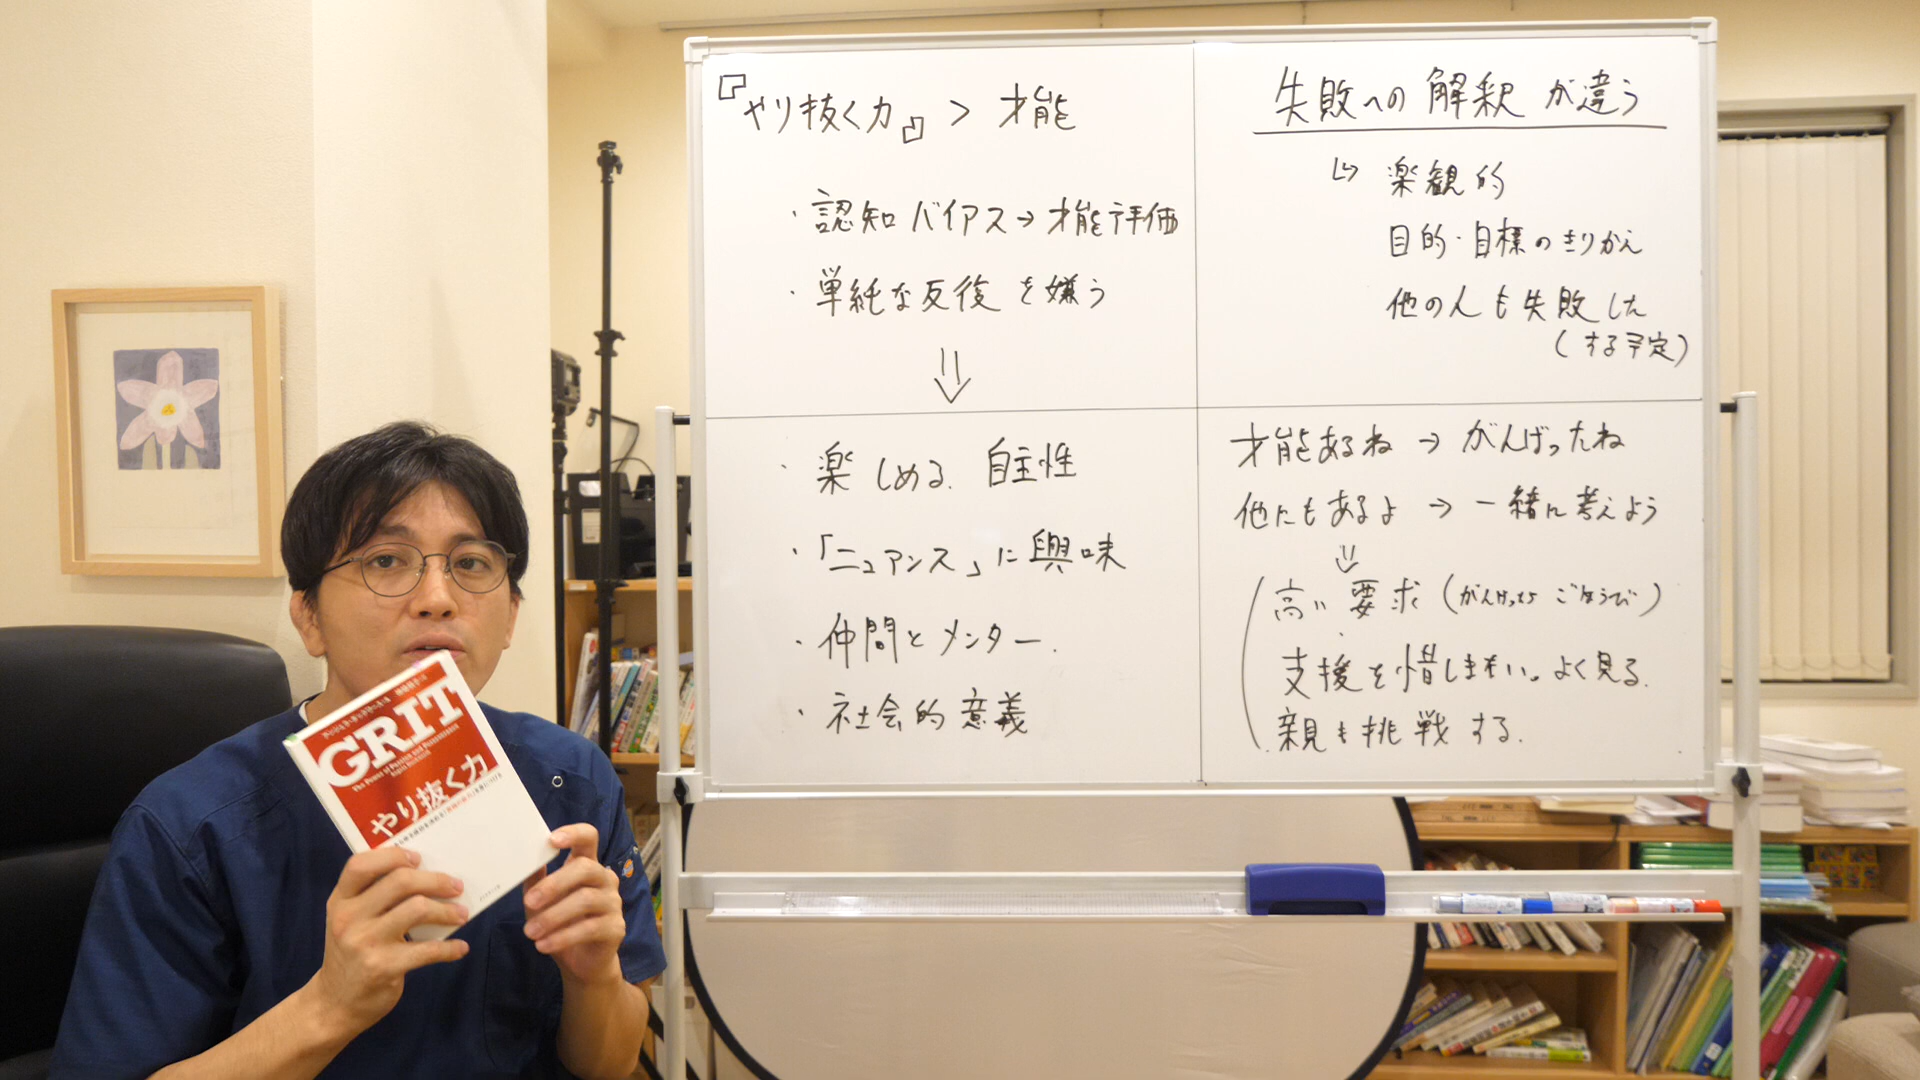 『やり抜く力』 > 才能
・認知バイアス→才能評価
・単純な反復を嫌う
⇓
・楽しめる. 自主性
・「ニュアンス」に興味
・仲間とメンター.
・社会的意義
失敗への解釈が違う
↳ 楽観的
目的・目標のきりかえ
他の人も失敗した
(する予定)
才能あるね → がんばったね
他にもあるよ → 一緒に考えよう
⇓
高い要求 (がんばったら ごほうび)
支援を惜しまない。よく見る.
親も挑戦する.
GRIT
The Power of Passion and Perseverance
やり抜く力